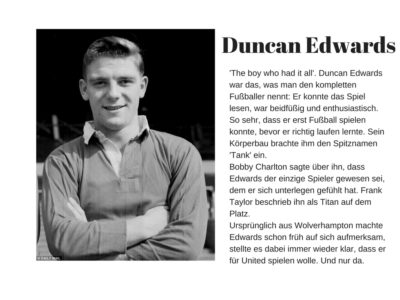 Duncan Edwards
'The boy who had it all'. Duncan Edwards
war das, was man den kompletten
Fußballer nennt: Er konnte das Spiel
lesen, war beidfüßig und enthusiastisch.
So sehr, dass er erst Fußball spielen
konnte, bevor er richtig laufen lernte. Sein
Körperbau brachte ihm den Spitznamen
'Tank' ein.
Bobby Charlton sagte über ihn, dass
Edwards der einzige Spieler gewesen sei,
dem er sich unterlegen gefühlt hat. Frank
Taylor beschrieb ihn als Titan auf dem
Platz.
Ursprünglich aus Wolverhampton machte
Edwards schon früh auf sich aufmerksam,
stellte es dabei immer wieder klar, dass er
für United spielen wolle. Und nur da.